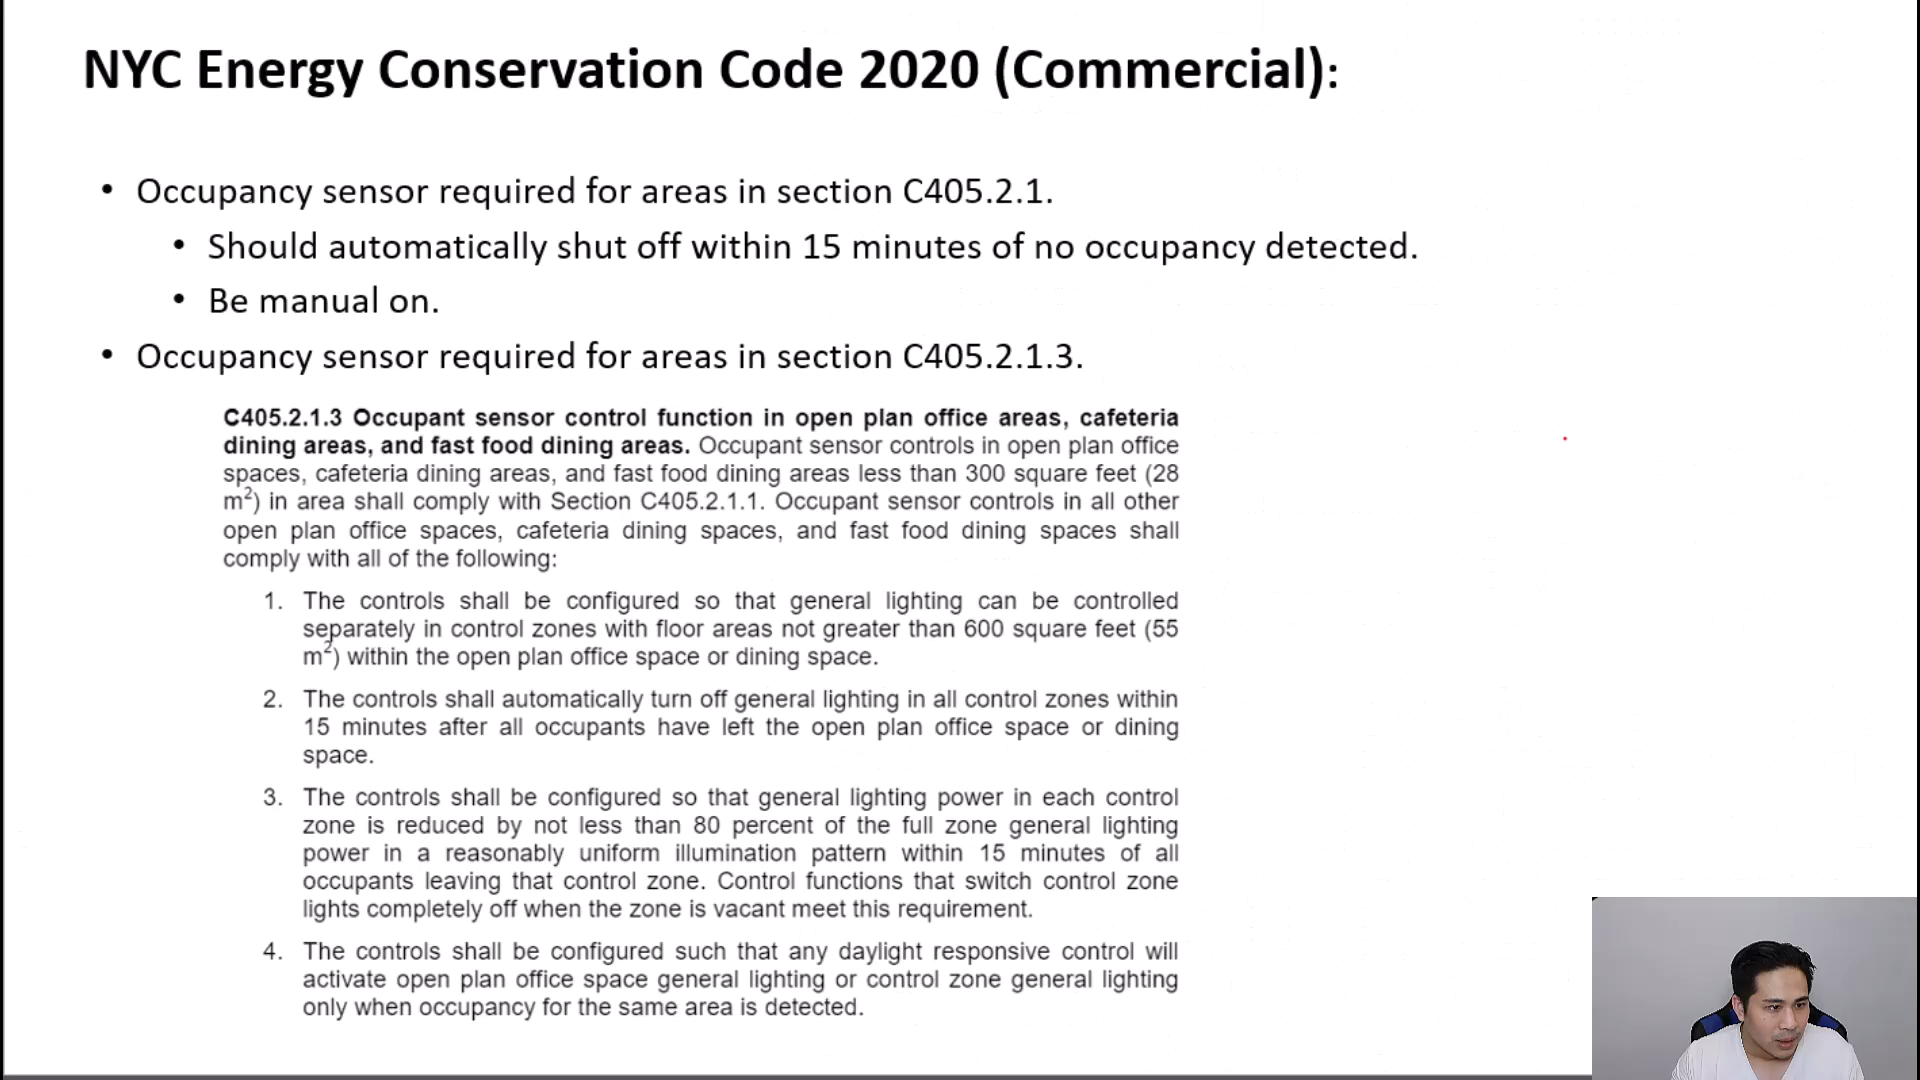 NYC Energy Conservation Code 2020 (Commercial):
• Occupancy sensor required for areas in section C405.2.1.
• Should automatically shut off within 15 minutes of no occupancy detected.
• Be manual on.
• Occupancy sensor required for areas in section C405.2.1.3.
C405.2.1.3 Occupant sensor control function in open plan office areas, cafeteria
dining areas, and fast food dining areas. Occupant sensor controls in open plan office
spaces, cafeteria dining areas, and fast food dining areas less than 300 square feet (28
m²) in area shall comply with Section C405.2.1.1. Occupant sensor controls in all other
open plan office spaces, cafeteria dining spaces, and fast food dining spaces shall
comply with all of the following:
1. The controls shall be configured so that general lighting can be controlled
separately in control zones with floor areas not greater than 600 square feet (55
m²) within the open plan office space or dining space.
2. The controls shall automatically turn off general lighting in all control zones within
15 minutes after all occupants have left the open plan office space or dining
space.
3. The controls shall be configured so that general lighting power in each control
zone is reduced by not less than 80 percent of the full zone general lighting
power in a reasonably uniform illumination pattern within 15 minutes of all
occupants leaving that control zone. Control functions that switch control zone
lights completely off when the zone is vacant meet this requirement.
4. The controls shall be configured such that any daylight responsive control will
activate open plan office space general lighting or control zone general lighting
only when occupancy for the same area is detected.